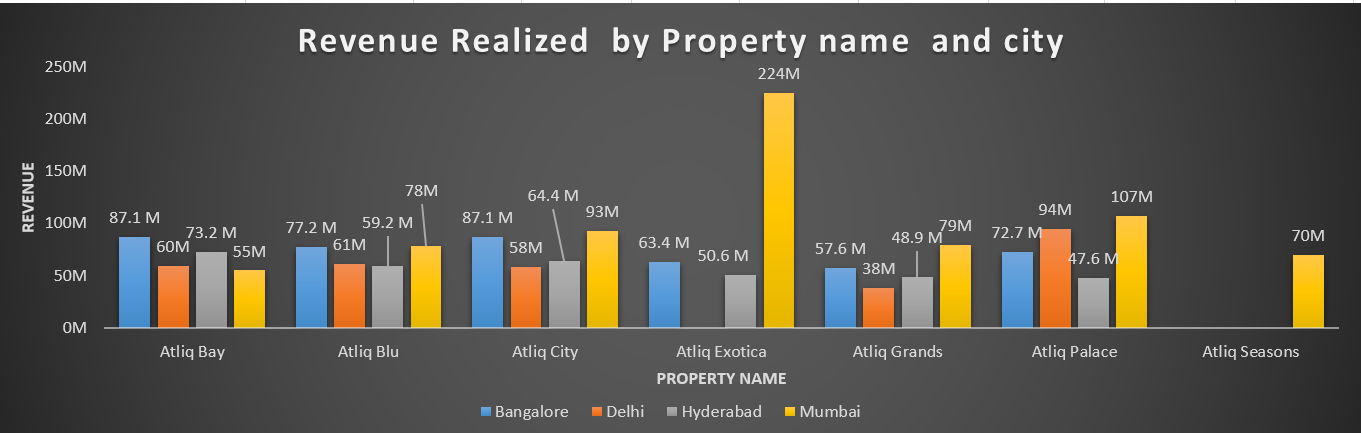 Revenue Realized by Property name and city
REVENUE
250M
200M
150M
100M
50M
0M
87.1 M
60M
73.2 M
55M
77.2 M
61M
59.2 M
78M
87.1 M
58M
64.4 M
93M
63.4 M
50.6 M
224M
57.6 M
38M
48.9 M
79M
72.7 M
94M
47.6 M
107M
70M
Atliq Bay
Atliq Blu
Atliq City
Atliq Exotica
Atliq Grands
Atliq Palace
Atliq Seasons
PROPERTY NAME
Bangalore Delhi Hyderabad Mumbai